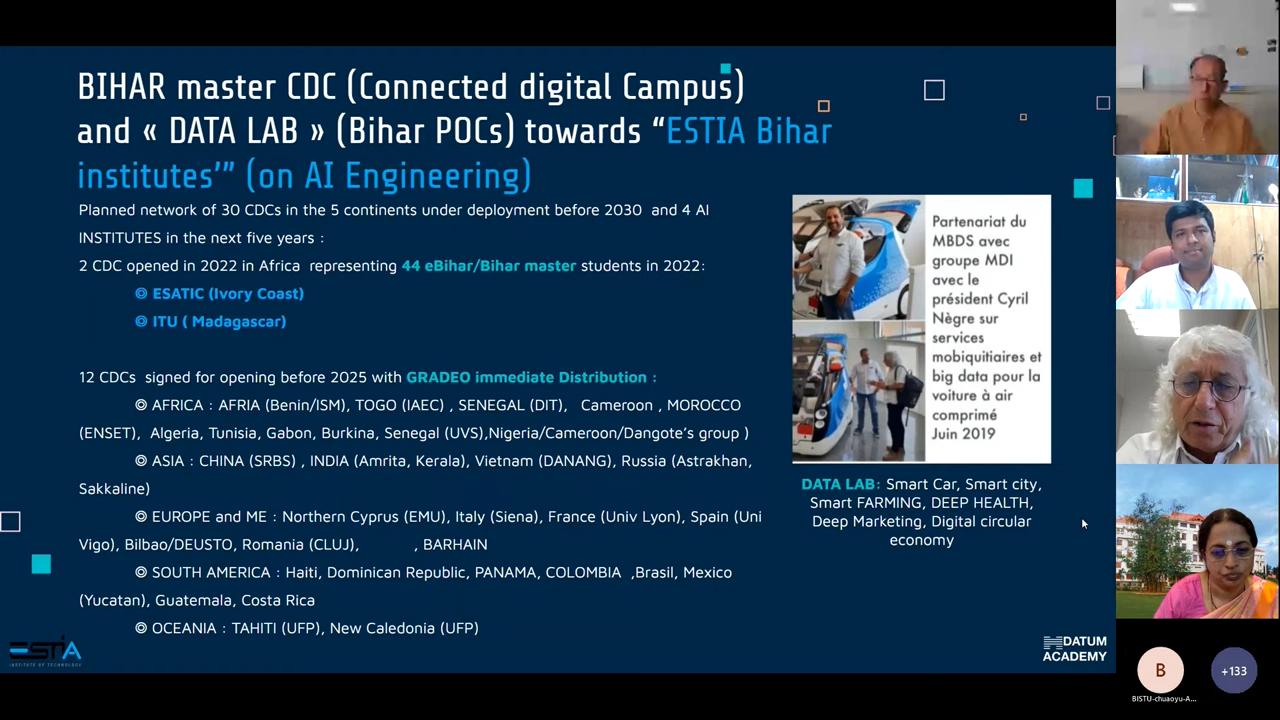 BIHAR master CDC (Connected digital Campus)
and « DATA LAB » (Bihar POCs) towards “ESTIA Bihar
institutes’” (on AI Engineering)
Planned network of 30 CDCs in the 5 continents under deployment before 2030 and 4 AI
INSTITUTES in the next five years :
2 CDC opened in 2022 in Africa representing 44 eBihar/Bihar master students in 2022:
◎ ESATIC (Ivory Coast)
◎ ITU ( Madagascar)
12 CDCs signed for opening before 2025 with GRADEO immediate Distribution :
◎ AFRICA : AFRIA (Benin/ISM), TOGO (IAEC) , SENEGAL (DIT), Cameroon , MOROCCO
(ENSET), Algeria, Tunisia, Gabon, Burkina, Senegal (UVS),Nigeria/Cameroon/Dangote’s group )
◎ ASIA : CHINA (SRBS) , INDIA (Amrita, Kerala), Vietnam (DANANG), Russia (Astrakhan,
Sakkaline)
◎ EUROPE and ME : Northern Cyprus (EMU), Italy (Siena), France (Univ Lyon), Spain (Uni
Vigo), Bilbao/DEUSTO, Romania (CLUJ), , BARHAIN
◎ SOUTH AMERICA : Haiti, Dominican Republic, PANAMA, COLOMBIA ,Brasil, Mexico
(Yucatan), Guatemala, Costa Rica
◎ OCEANIA : TAHITI (UFP), New Caledonia (UFP)
Partenariat du
MBDS avec
groupe MDI
avec le
président Cyril
Nègre sur
services
mobiquitiaires et
big data pour la
voiture à air
comprimé
Juin 2019
DATA LAB: Smart Car, Smart city,
Smart FARMING, DEEP HEALTH,
Deep Marketing, Digital circular
economy
ESTIA
INSTITUTE OF TECHNOLOGY
DATUM
ACADEMY
B
+133
BISTU-chuaoyu-A...